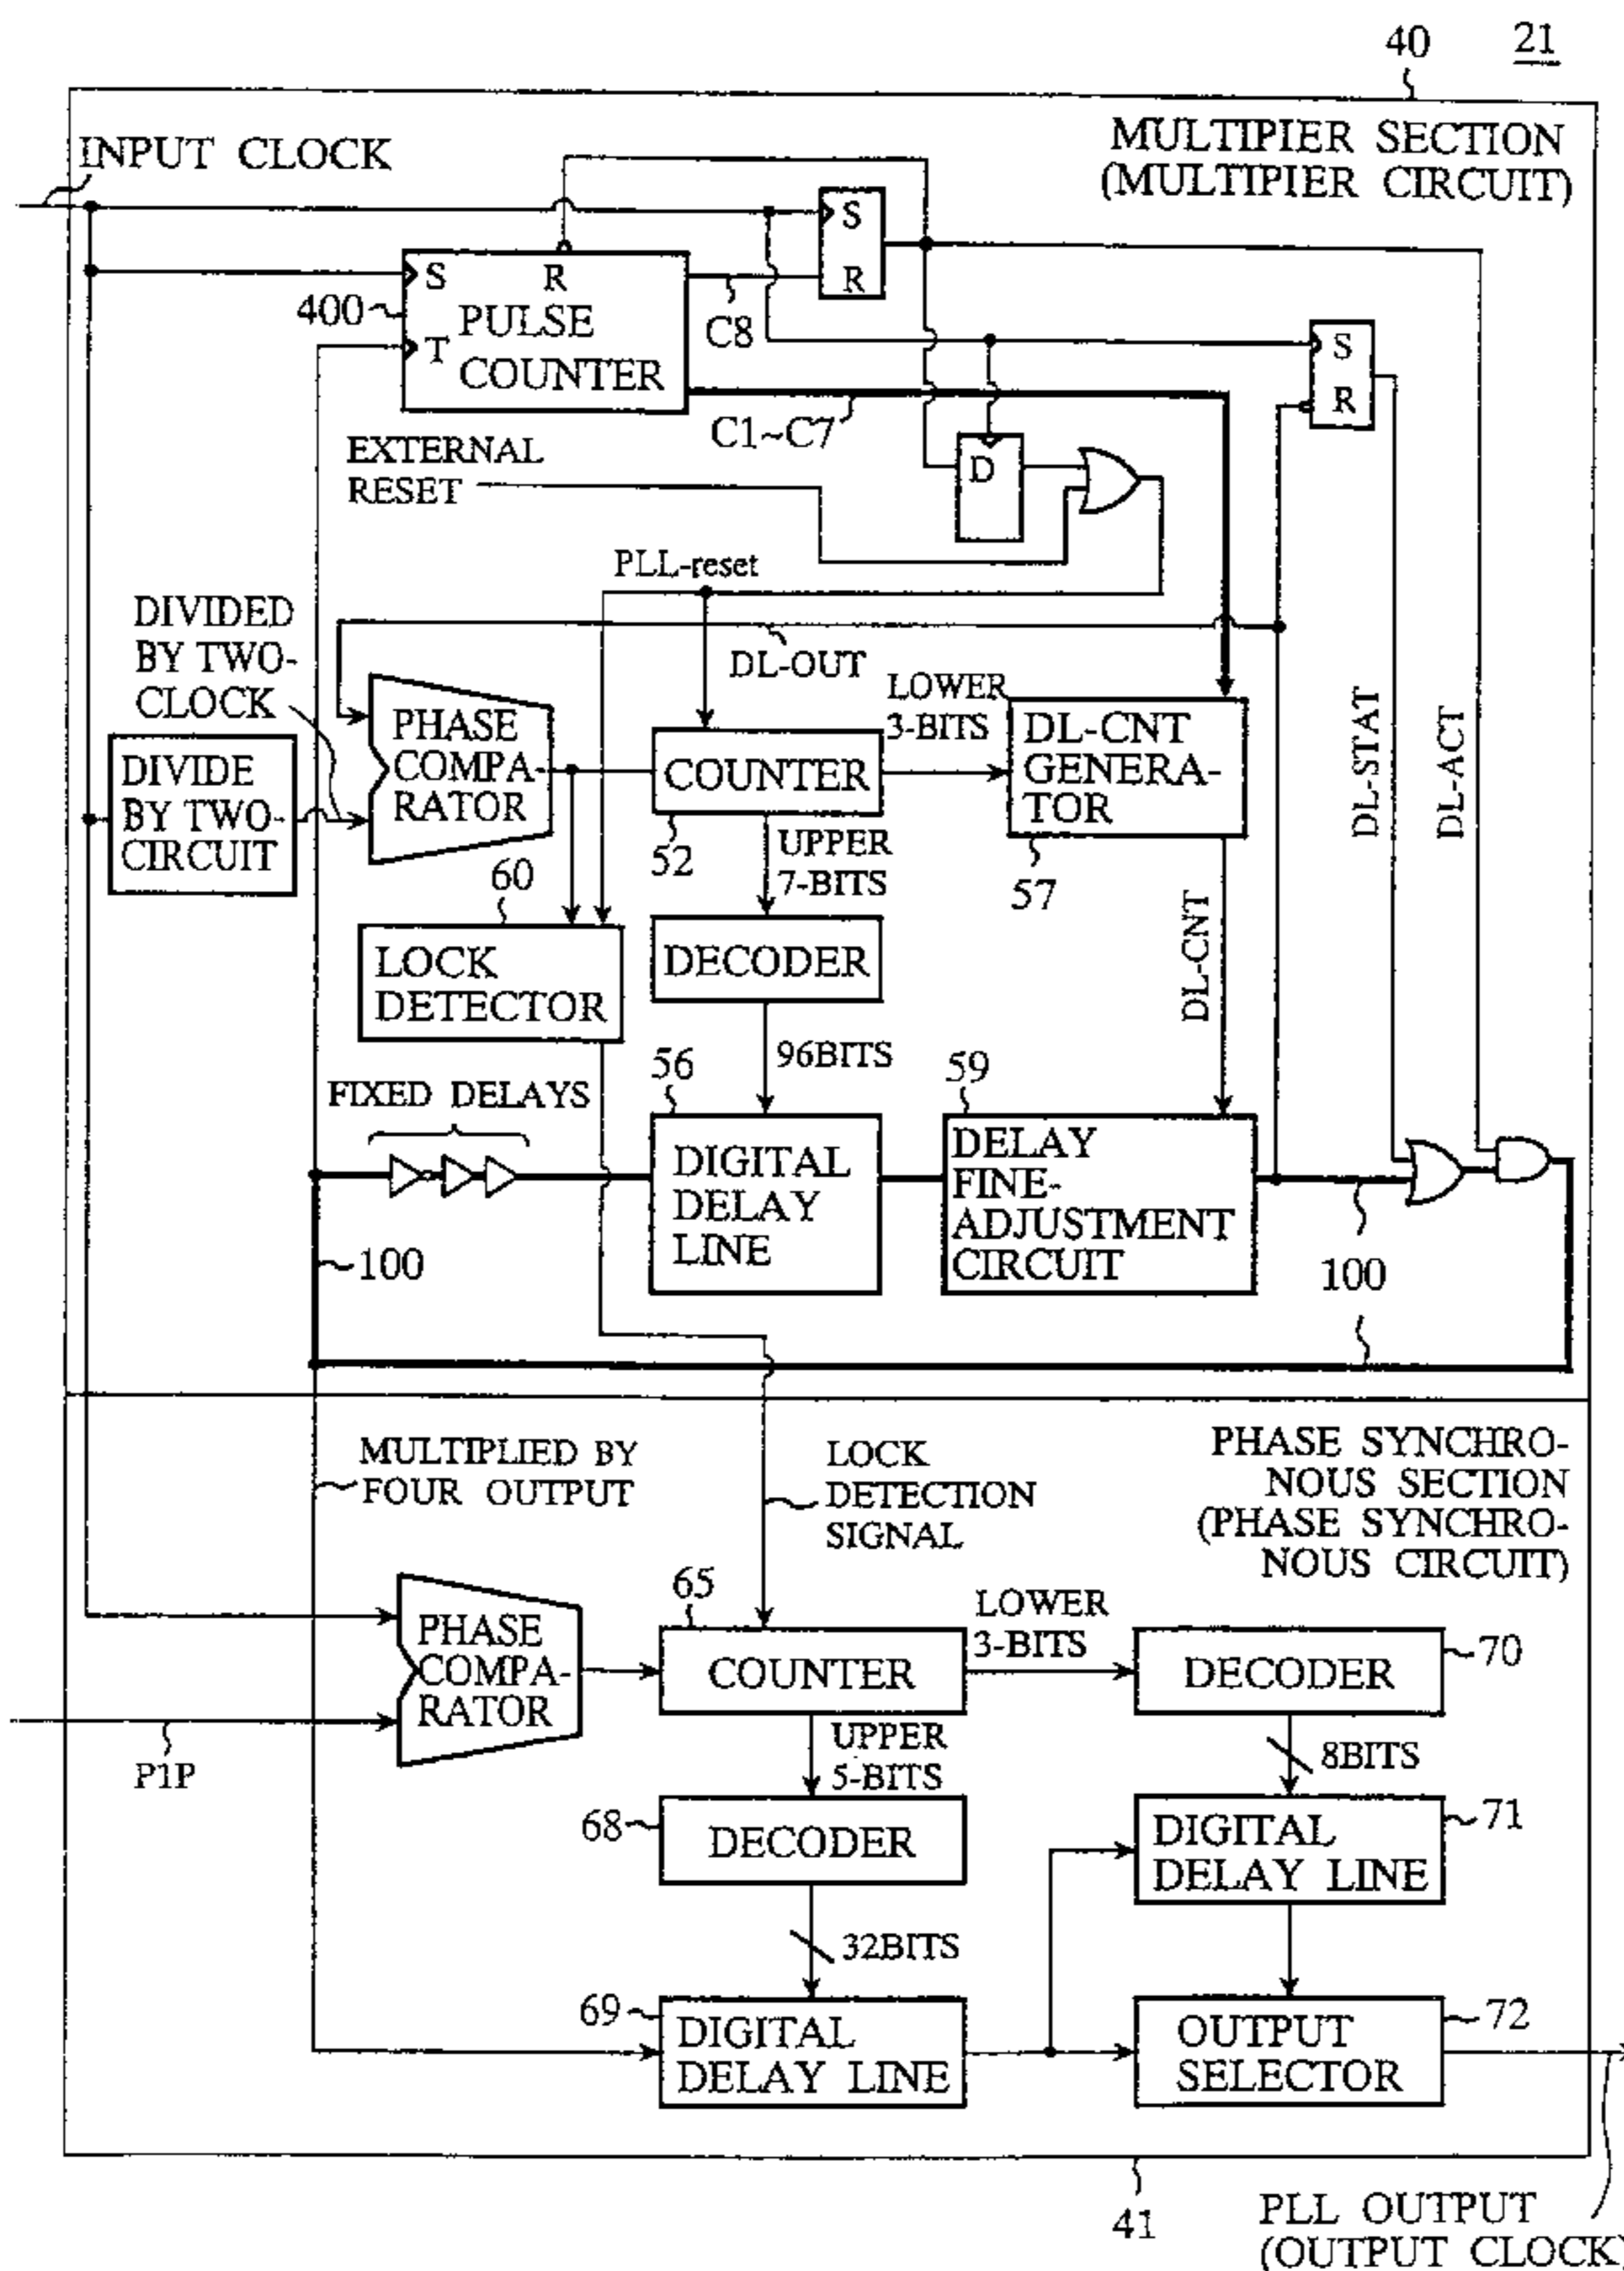 40
21
MULTIPIER SECTION
(MULTIPIER CIRCUIT)
INPUT CLOCK
S
R
S
R
400
PULSE
COUNTER
T
C8
C1~C7
S
R
EXTERNAL
RESET
D
PLL-reset
DIVIDED
BY TWO-
CLOCK
DL-OUT
LOWER
3-BITS
DL-STAT
DL-ACT
PHASE
COMPA-
RATOR
COUNTER
DL-CNT
GENERA-
TOR
DIVIDE
BY TWO-
CIRCUIT
52
UPPER
7-BITS
57
60
LOCK
DETECTOR
DECODER
DL-CNT
96BITS
FIXED DELAYS
56
59
DIGITAL
DELAY
LINE
DELAY
FINE-
ADJUSTMENT
CIRCUIT
100
100
100
MULTIPLIED BY
FOUR OUTPUT
LOCK
DETECTION
SIGNAL
PHASE SYNCHRO-
NOUS SECTION
(PHASE SYNCHRO-
NOUS CIRCUIT)
PHASE
COMPA-
RATOR
65
COUNTER
LOWER
3-BITS
DECODER
70
P1P
UPPER
5-BITS
8BITS
68
DECODER
DIGITAL
DELAY LINE
71
32BITS
69
DIGITAL
DELAY LINE
OUTPUT
SELECTOR
72
41
PLL OUTPUT
(OUTPUT CLOCK)